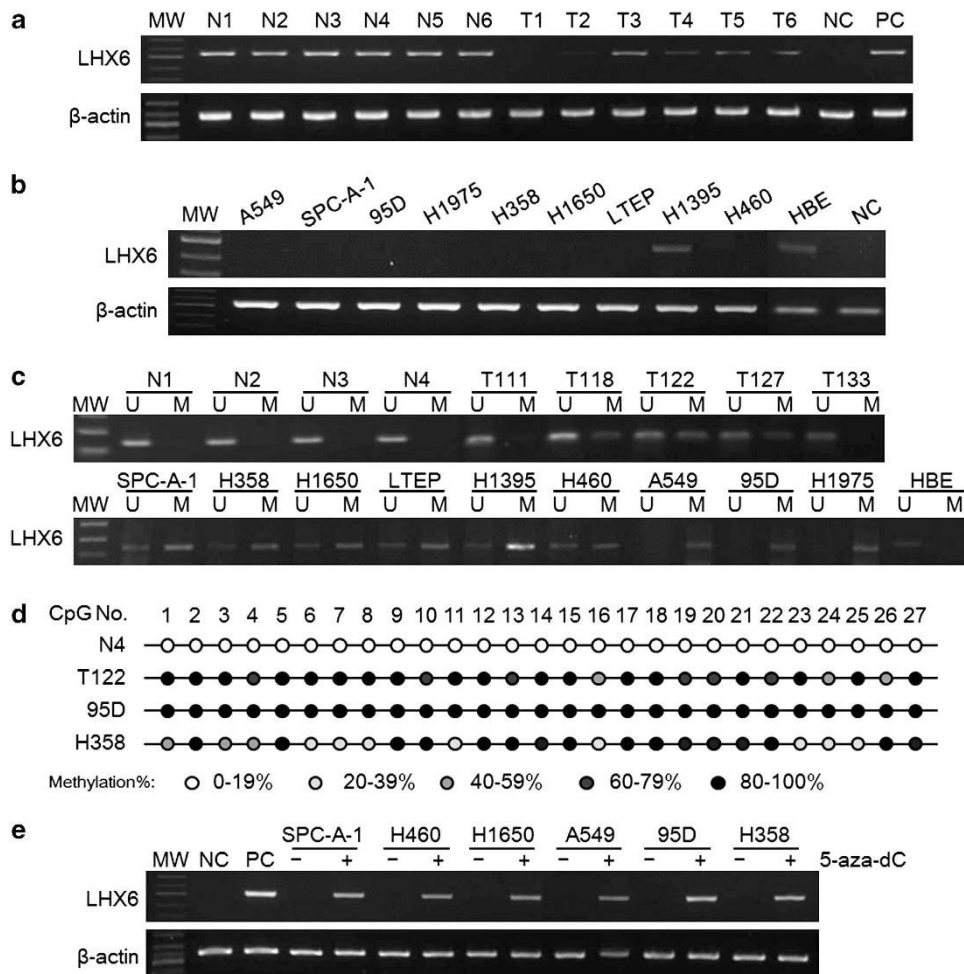 a
MW N1 N2 N3 N4 N5 N6 T1 T2 T3 T4 T5 T6 NC PC
LHX6
β-actin
b
MW A549 SPC-A-1 95D H1975 H358 H1650 LTEP H1395 H460 HBE NC
LHX6
β-actin
c
N1 N2 N3 N4 T111 T118 T122 T127 T133
MW U M U M U M U M U M U M U M U M U M
LHX6
SPC-A-1 H358 H1650 LTEP H1395 H460 A549 95D H1975 HBE
MW U M U M U M U M U M U M U M U M U M U M
LHX6
d
CpG No. 1 2 3 4 5 6 7 8 9 10 11 12 13 14 15 16 17 18 19 20 21 22 23 24 25 26 27
N4
T122
95D
H358
Methylation%: 0-19% 20-39% 40-59% 60-79% 80-100%
e
SPC-A-1 H460 H1650 A549 95D H358
MW NC PC − + − + − + − + − + − + 5-aza-dC
LHX6
β-actin